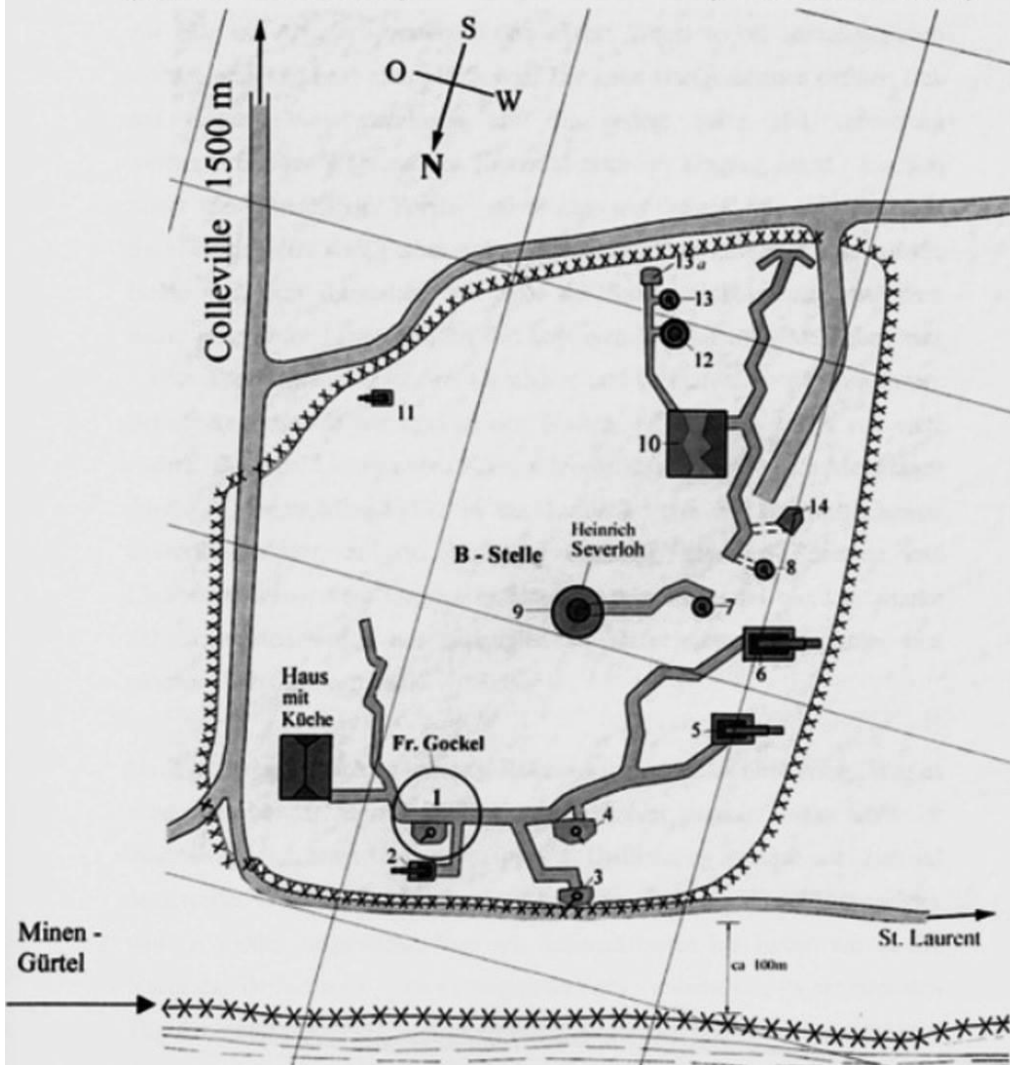 S
O
W
N
Colleville 1500 m
13 a
13
12
11
10
14
Heinrich
Severloh
B - Stelle
8
9
7
6
Haus
mit
Küche
5
Fr. Gockel
1
4
2
3
St. Laurent
Minen -
Gürtel
ca 100m